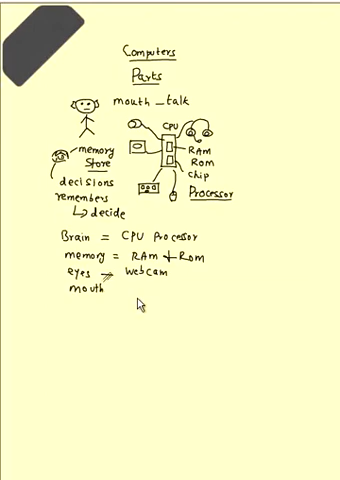 Computers
Parts
mouth _ talk
CPU
memory
Store
RAM
ROM
chip
Processor
decisions
remembers
↳ decide
Brain = CPU Processor
memory = RAM + Rom
eyes → webcam
mouth